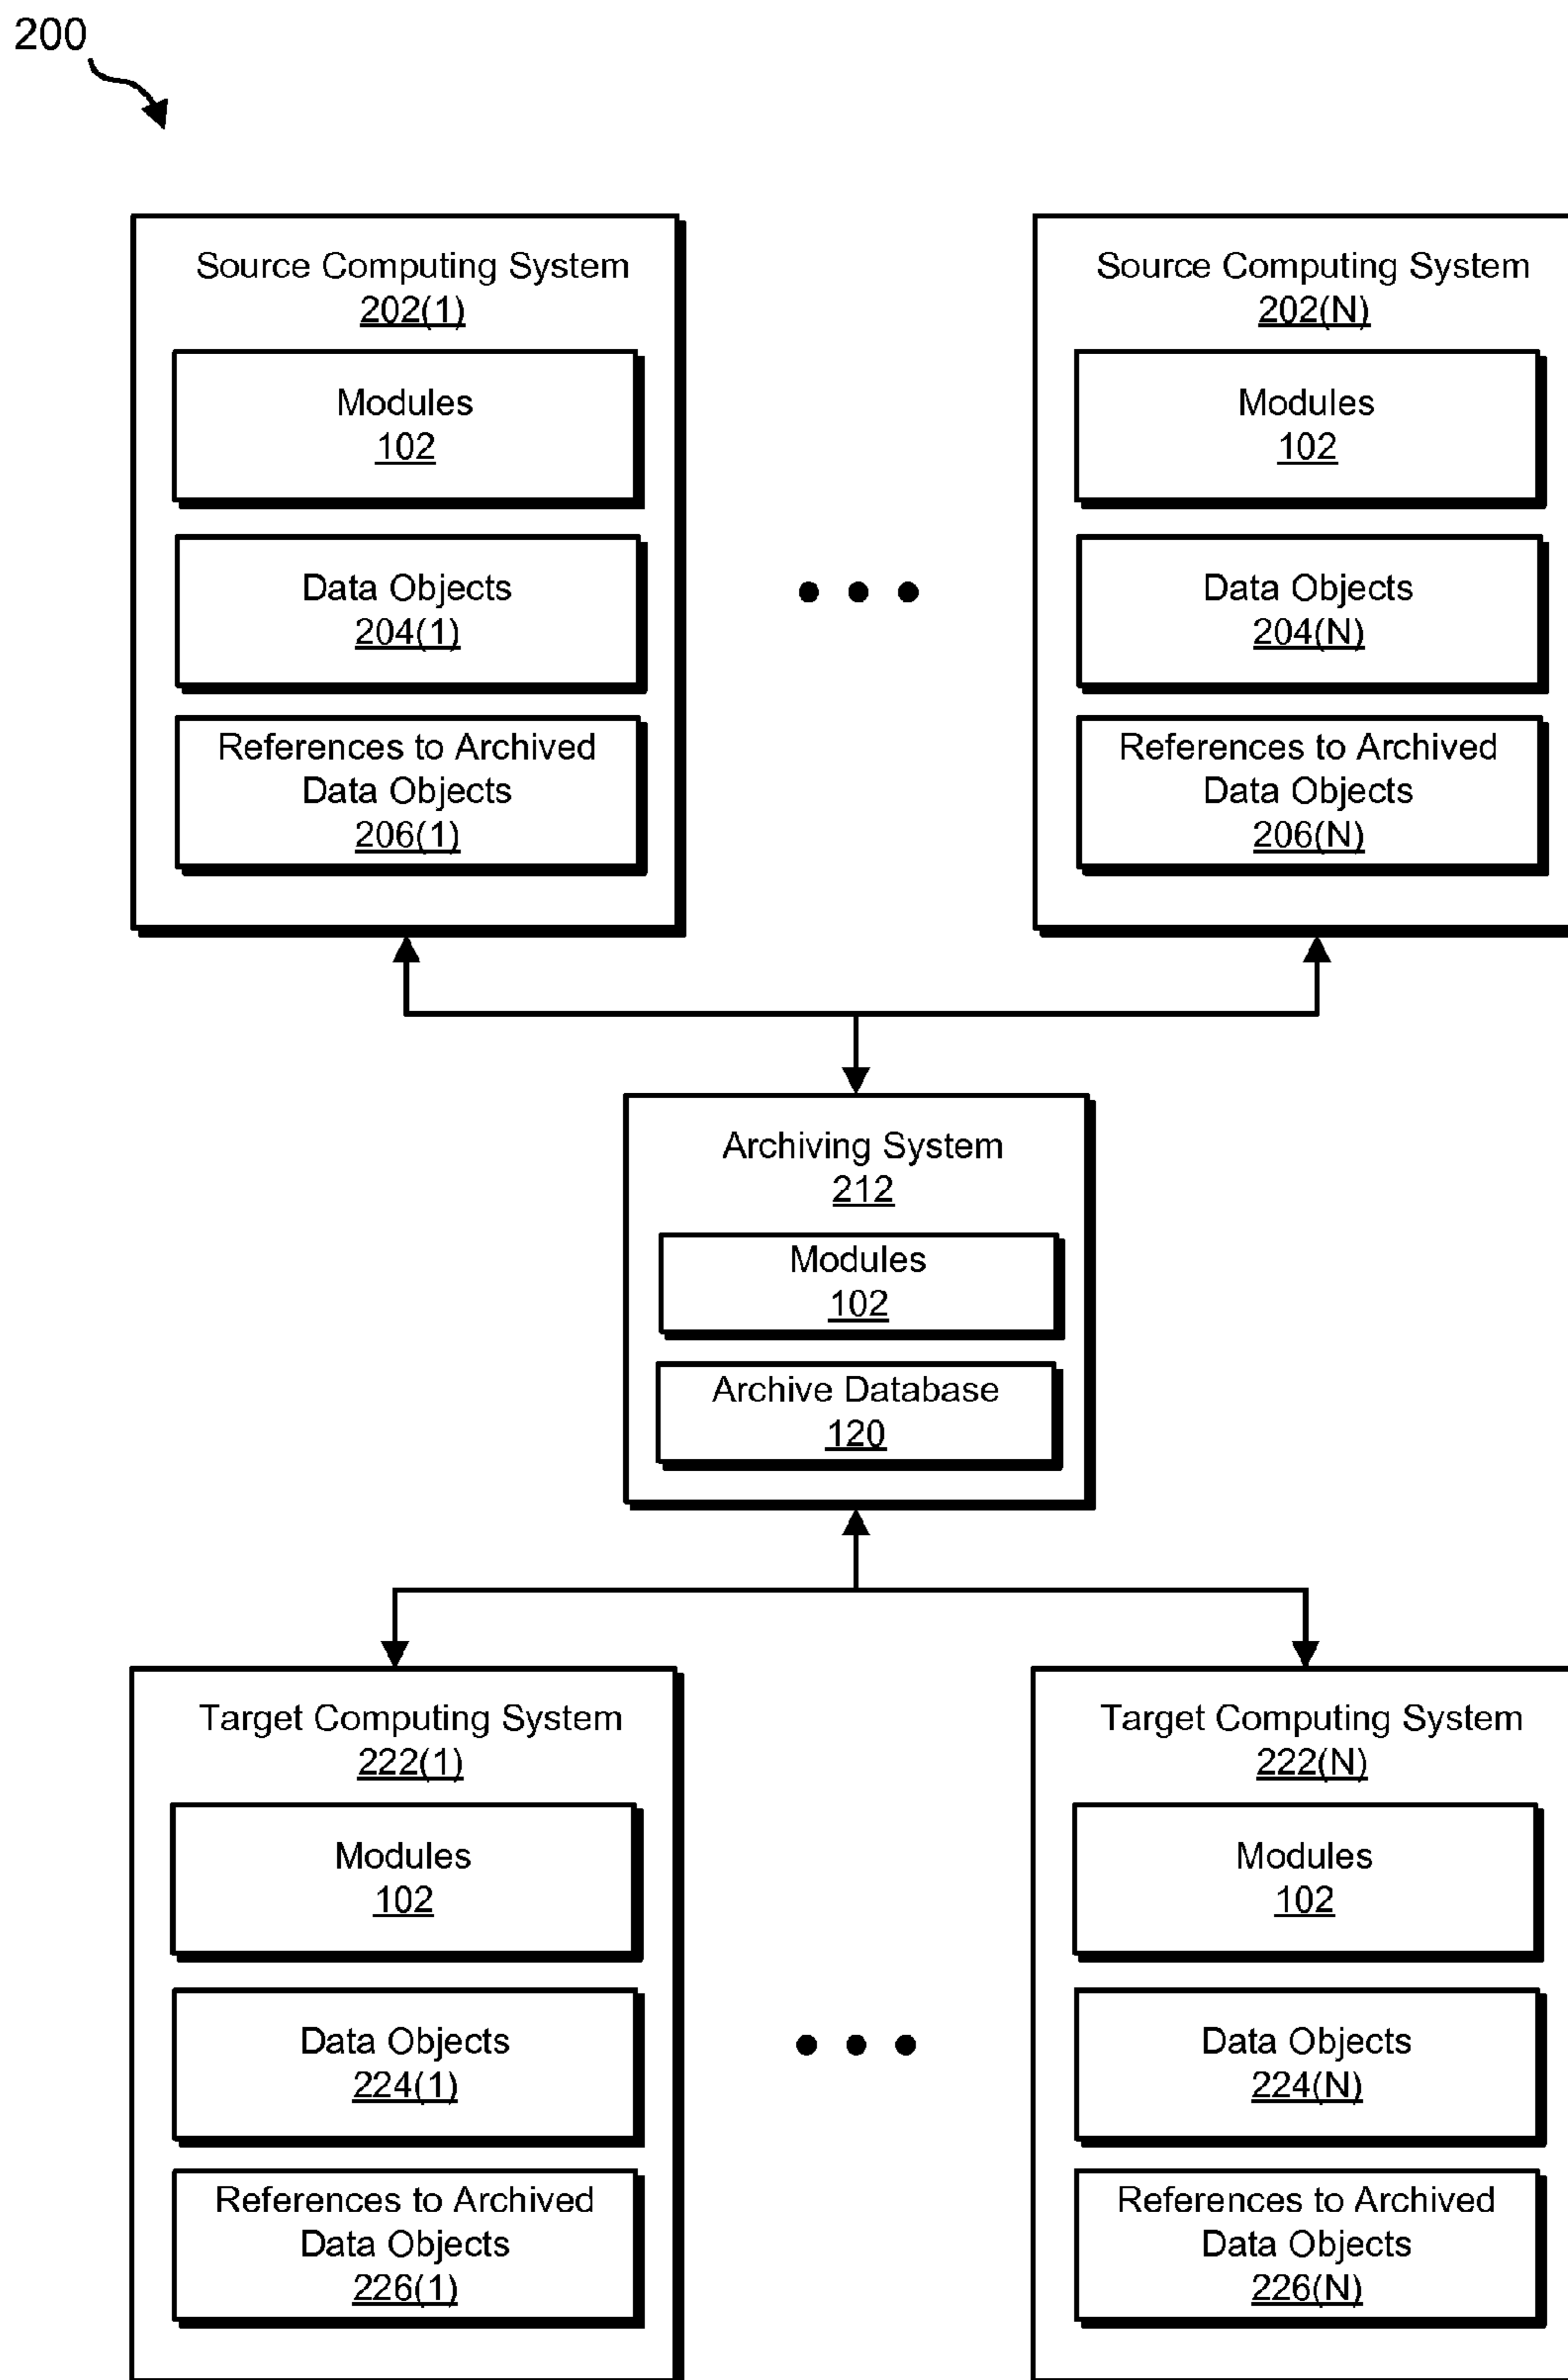 200
Source Computing System
202(1)
Modules
102
Data Objects
204(1)
References to Archived
Data Objects
206(1)
Source Computing System
202(N)
Modules
102
Data Objects
204(N)
References to Archived
Data Objects
206(N)
Archiving System
212
Modules
102
Archive Database
120
Target Computing System
222(1)
Modules
102
Data Objects
224(1)
References to Archived
Data Objects
226(1)
Target Computing System
222(N)
Modules
102
Data Objects
224(N)
References to Archived
Data Objects
226(N)